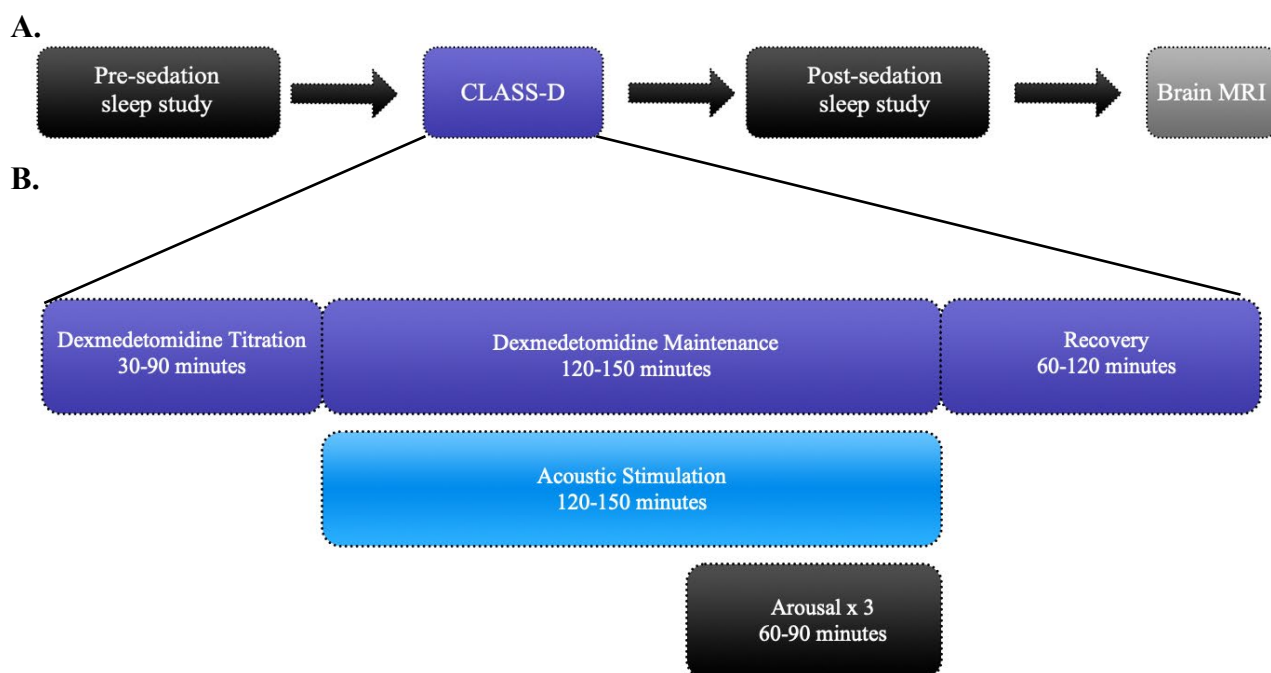 A.
Pre-sedation
sleep study
CLASS-D
Post-sedation
sleep study
Brain MRI
B.
Dexmedetomidine Titration
30-90 minutes
Dexmedetomidine Maintenance
120-150 minutes
Recovery
60-120 minutes
Acoustic Stimulation
120-150 minutes
Arousal x 3
60-90 minutes